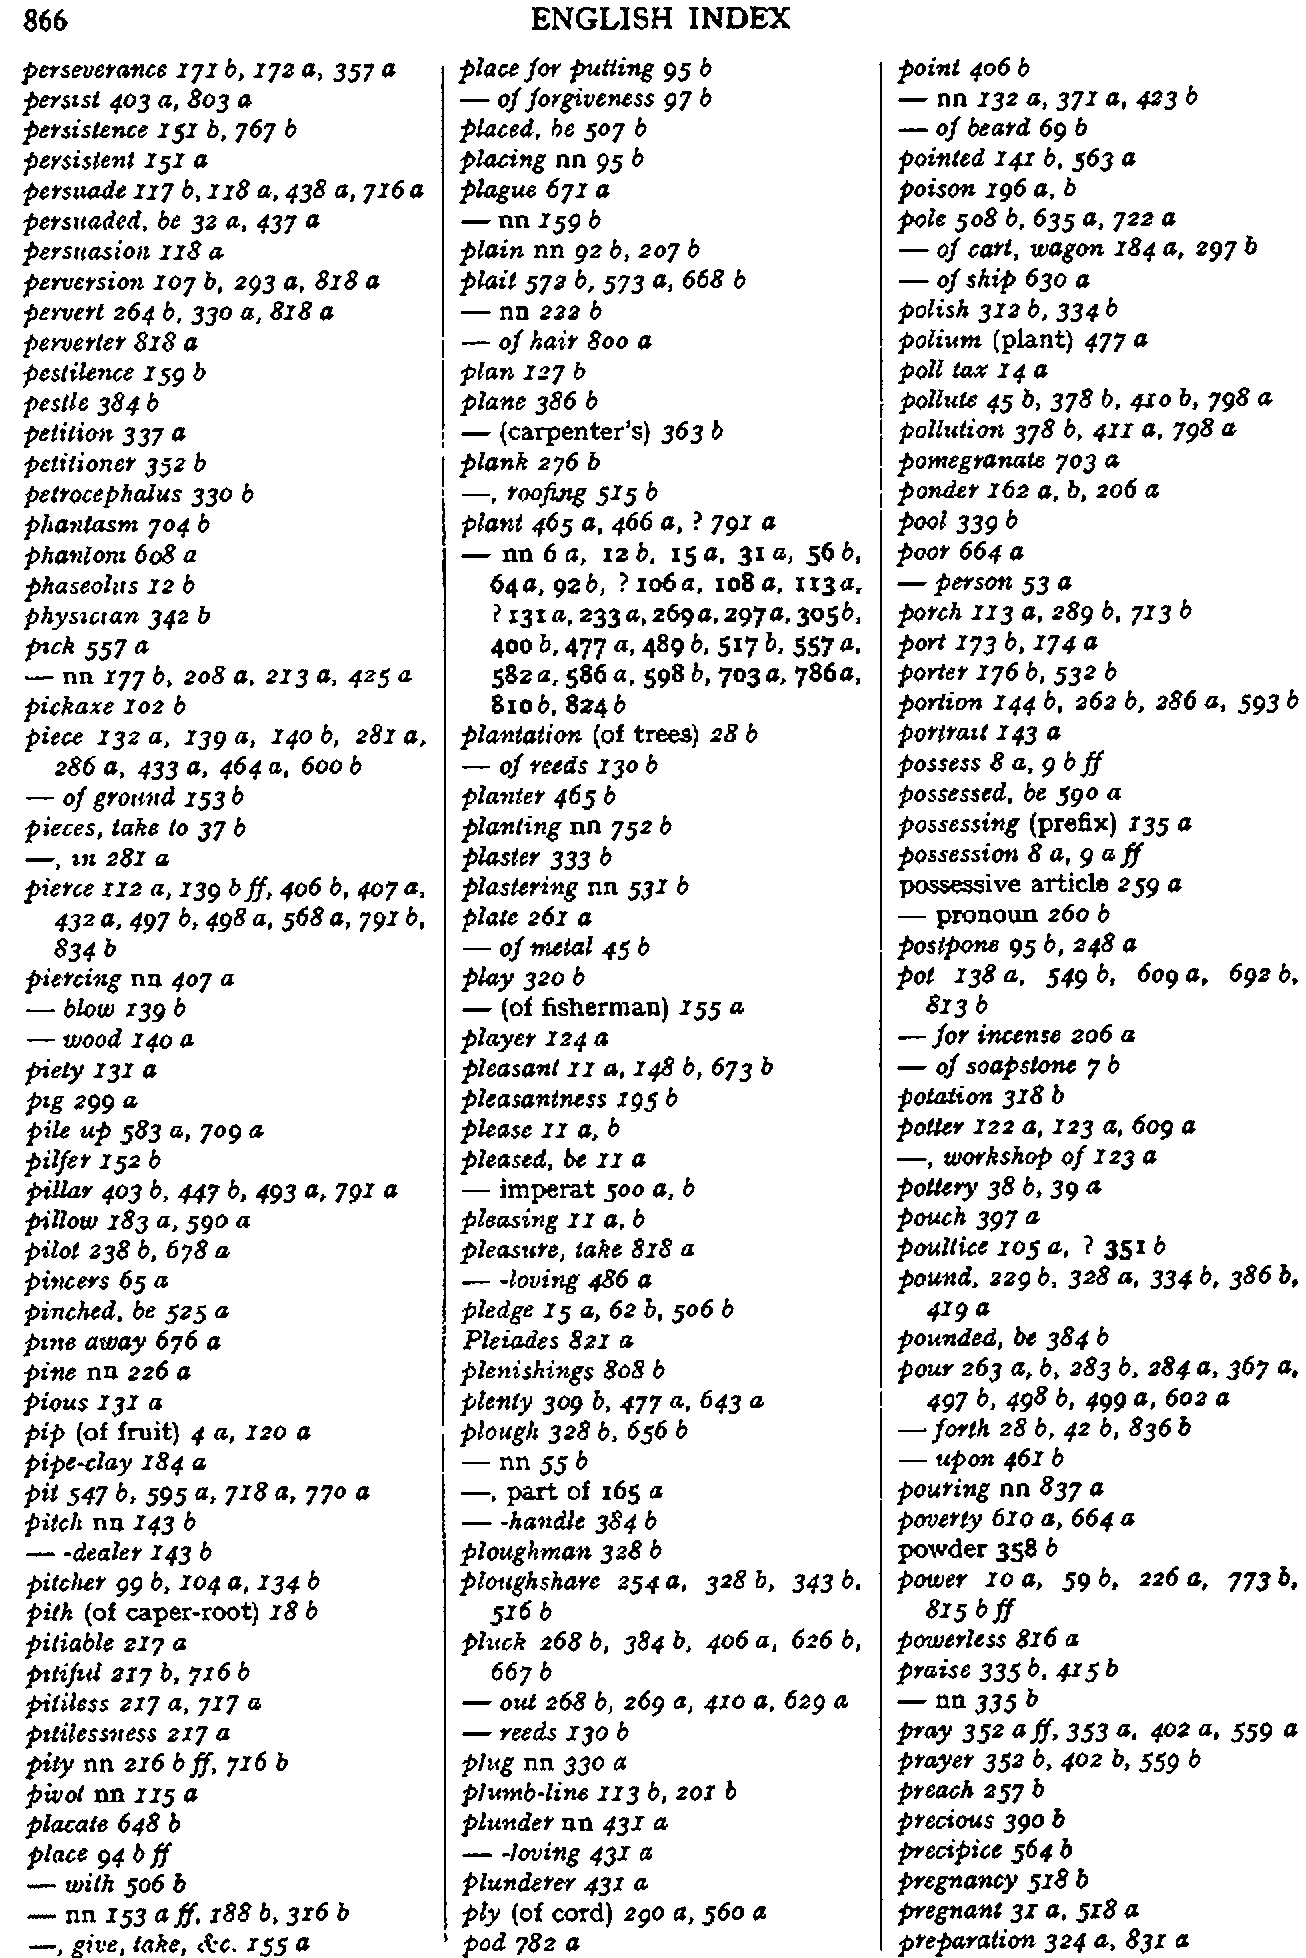 866
ENGLISH INDEX
perseverance 171 b, 172 a, 357 a
persist 403 a, 803 a
persistence 151 b, 767 b
persistent 151 a
persuade 117 b, 118 a, 438 a, 716 a
persuaded, be 32 a, 437 a
persuasion 118 a
perversion 107 b, 293 a, 818 a
pervert 264 b, 330 a, 818 a
perverter 818 a
pestilence 159 b
pestle 384 b
petition 337 a
petitioner 352 b
petrocephalus 330 b
phantasm 704 b
phantom 608 a
phaseolus 12 b
physician 342 b
pick 557 a
— nn 177 b, 208 a, 213 a, 425 a
pickaxe 102 b
piece 132 a, 139 a, 140 b, 281 a,
286 a, 433 a, 464 a, 600 b
— of ground 153 b
pieces, take to 37 b
—, in 281 a
pierce 112 a, 139 b ff, 406 b, 407 a,
432 a, 497 b, 498 a, 568 a, 791 b,
834 b
piercing nn 407 a
— blow 139 b
— wood 140 a
piety 131 a
pig 299 a
pile up 583 a, 709 a
pilfer 152 b
pillar 403 b, 447 b, 493 a, 791 a
pillow 183 a, 590 a
pilot 238 b, 678 a
pincers 65 a
pinched, be 525 a
pine away 676 a
pine nn 226 a
pious 131 a
pip (of fruit) 4 a, 120 a
pipe-clay 184 a
pit 547 b, 595 a, 718 a, 770 a
pitch nn 143 b
— -dealer 143 b
pitcher 99 b, 104 a, 134 b
pith (of caper-root) 18 b
pitiable 217 a
pitiful 217 b, 716 b
pitiless 217 a, 717 a
pitilessness 217 a
pity nn 216 b ff, 716 b
pivot nn 115 a
placate 648 b
place 94 b ff
— with 506 b
— nn 153 a ff, 188 b, 316 b
—, give, take, &c. 155 a
place for putting 95 b
— of forgiveness 97 b
placed, be 507 b
placing nn 95 b
plague 671 a
— nn 159 b
plain nn 92 b, 207 b
plait 572 b, 573 a, 668 b
— nn 222 b
— of hair 800 a
plan 127 b
plane 386 b
— (carpenter's) 363 b
plank 276 b
—, roofing 515 b
plant 465 a, 466 a, ? 791 a
— nn 6 a, 12 b, 15 a, 31 a, 56 b,
64 a, 92 b, ? 106 a, 108 a, 113 a,
? 131 a, 233 a, 269 a, 297 a, 305 b,
400 b, 477 a, 489 b, 517 b, 557 a,
582 a, 586 a, 598 b, 703 a, 786 a,
810 b, 824 b
plantation (of trees) 28 b
— of reeds 130 b
planter 465 b
planting nn 752 b
plaster 333 b
plastering nn 531 b
plate 261 a
— of metal 45 b
play 320 b
— (of fisherman) 155 a
player 124 a
pleasant 11 a, 148 b, 673 b
pleasantness 195 b
please 11 a, b
pleased, be 11 a
— imperat 500 a, b
pleasing 11 a, b
pleasure, take 818 a
— -loving 486 a
pledge 15 a, 62 b, 506 b
Pleiades 821 a
plenishings 808 b
plenty 309 b, 477 a, 643 a
plough 328 b, 656 b
— nn 55 b
—, part of 165 a
— -handle 384 b
ploughman 328 b
ploughshare 254 a, 328 b, 343 b,
516 b
pluck 268 b, 384 b, 406 a, 626 b,
667 b
— out 268 b, 269 a, 410 a, 629 a
— reeds 130 b
plug nn 330 a
plumb-line 113 b, 201 b
plunder nn 431 a
— -loving 431 a
plunderer 431 a
ply (of cord) 290 a, 560 a
pod 782 a
point 406 b
— nn 132 a, 371 a, 423 b
— of beard 69 b
pointed 141 b, 563 a
poison 196 a, b
pole 508 b, 635 a, 722 a
— of cart, wagon 184 a, 297 b
— of ship 630 a
polish 312 b, 334 b
polium (plant) 477 a
poll tax 14 a
pollute 45 b, 378 b, 410 b, 798 a
pollution 378 b, 411 a, 798 a
pomegranate 703 a
ponder 162 a, b, 206 a
pool 339 b
poor 664 a
— person 53 a
porch 113 a, 289 b, 713 b
port 173 b, 174 a
porter 176 b, 532 b
portion 144 b, 262 b, 286 a, 593 b
portrait 143 a
possess 8 a, 9 b ff
possessed, be 590 a
possessing (prefix) 135 a
possession 8 a, 9 a ff
possessive article 259 a
— pronoun 260 b
postpone 95 b, 248 a
pot 138 a, 549 b, 609 a, 692 b,
813 b
— for incense 206 a
— of soapstone 7 b
potation 318 b
potter 122 a, 123 a, 609 a
—, workshop of 123 a
pottery 38 b, 39 a
pouch 397 a
poultice 105 a, ? 351 b
pound, 229 b, 328 a, 334 b, 386 b,
419 a
pounded, be 384 b
pour 263 a, b, 283 b, 284 a, 367 a,
497 b, 498 b, 499 a, 602 a
— forth 28 b, 42 b, 836 b
— upon 461 b
pouring nn 837 a
poverty 610 a, 664 a
powder 358 b
power 10 a, 59 b, 226 a, 773 b,
815 b ff
powerless 816 a
praise 335 b, 415 b
— nn 335 b
pray 352 a ff, 353 a, 402 a, 559 a
prayer 352 b, 402 b, 559 b
preach 257 b
precious 390 b
precipice 564 b
pregnancy 518 b
pregnant 31 a, 518 a
preparation 324 a, 831 a